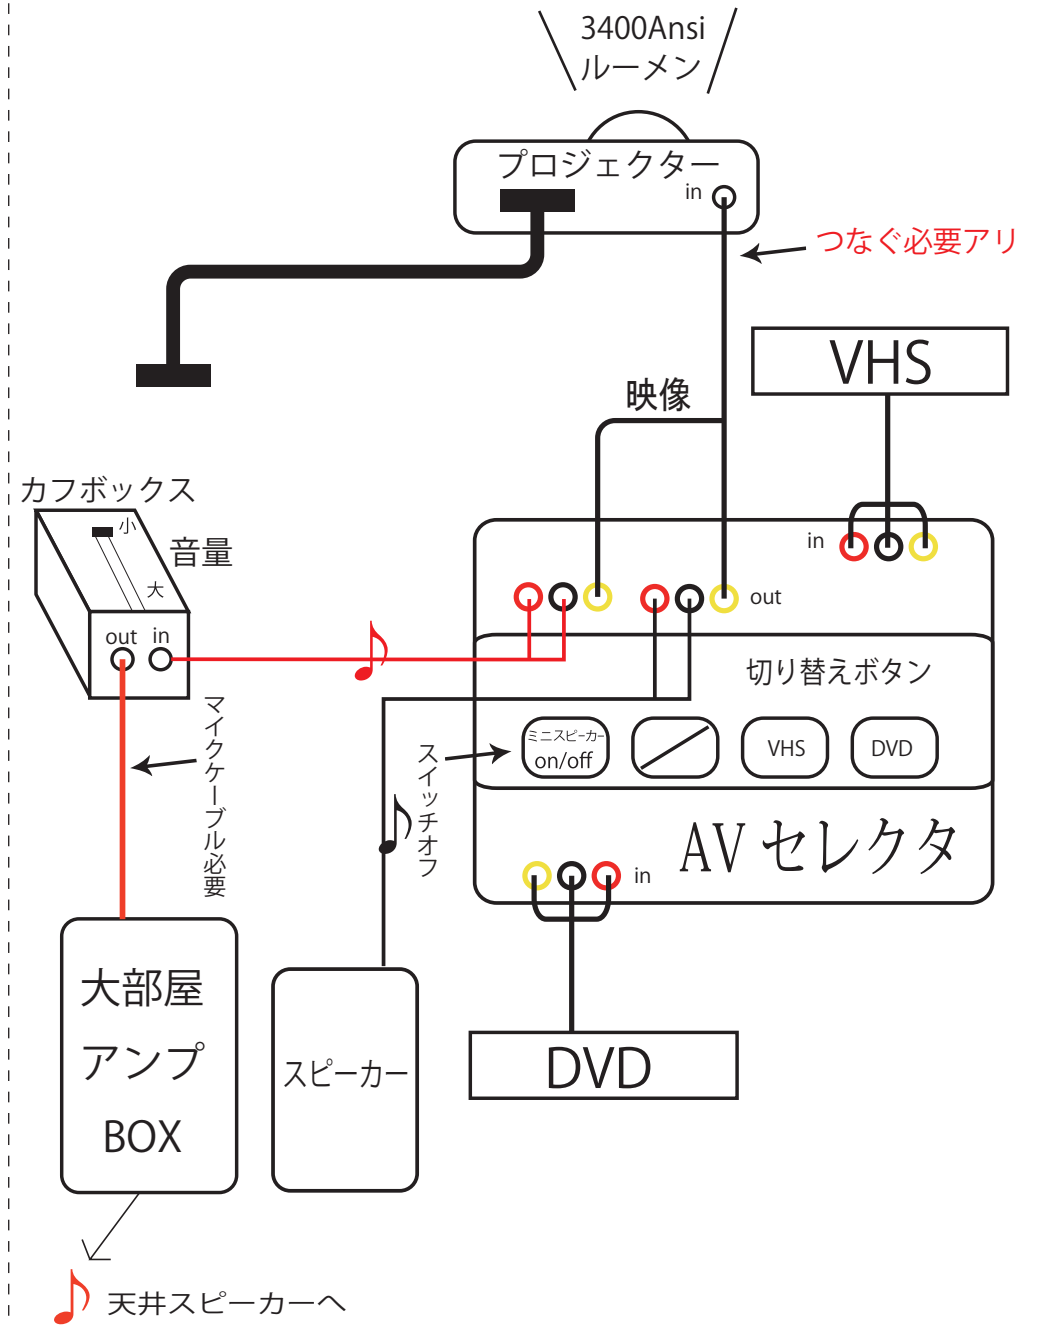 3400Ansi
ルーメン
プロジェクター
in
つなぐ必要アリ
VHS
映像
カフボックス
小
音量
大
in
out
out in
切り替えボタン
ミニスピーカー
on/off
VHS
DVD
マイクケーブル必要
スイッチオフ
AVセレクタ
in
大部屋
アンプ
BOX
スピーカー
DVD
天井スピーカーへ